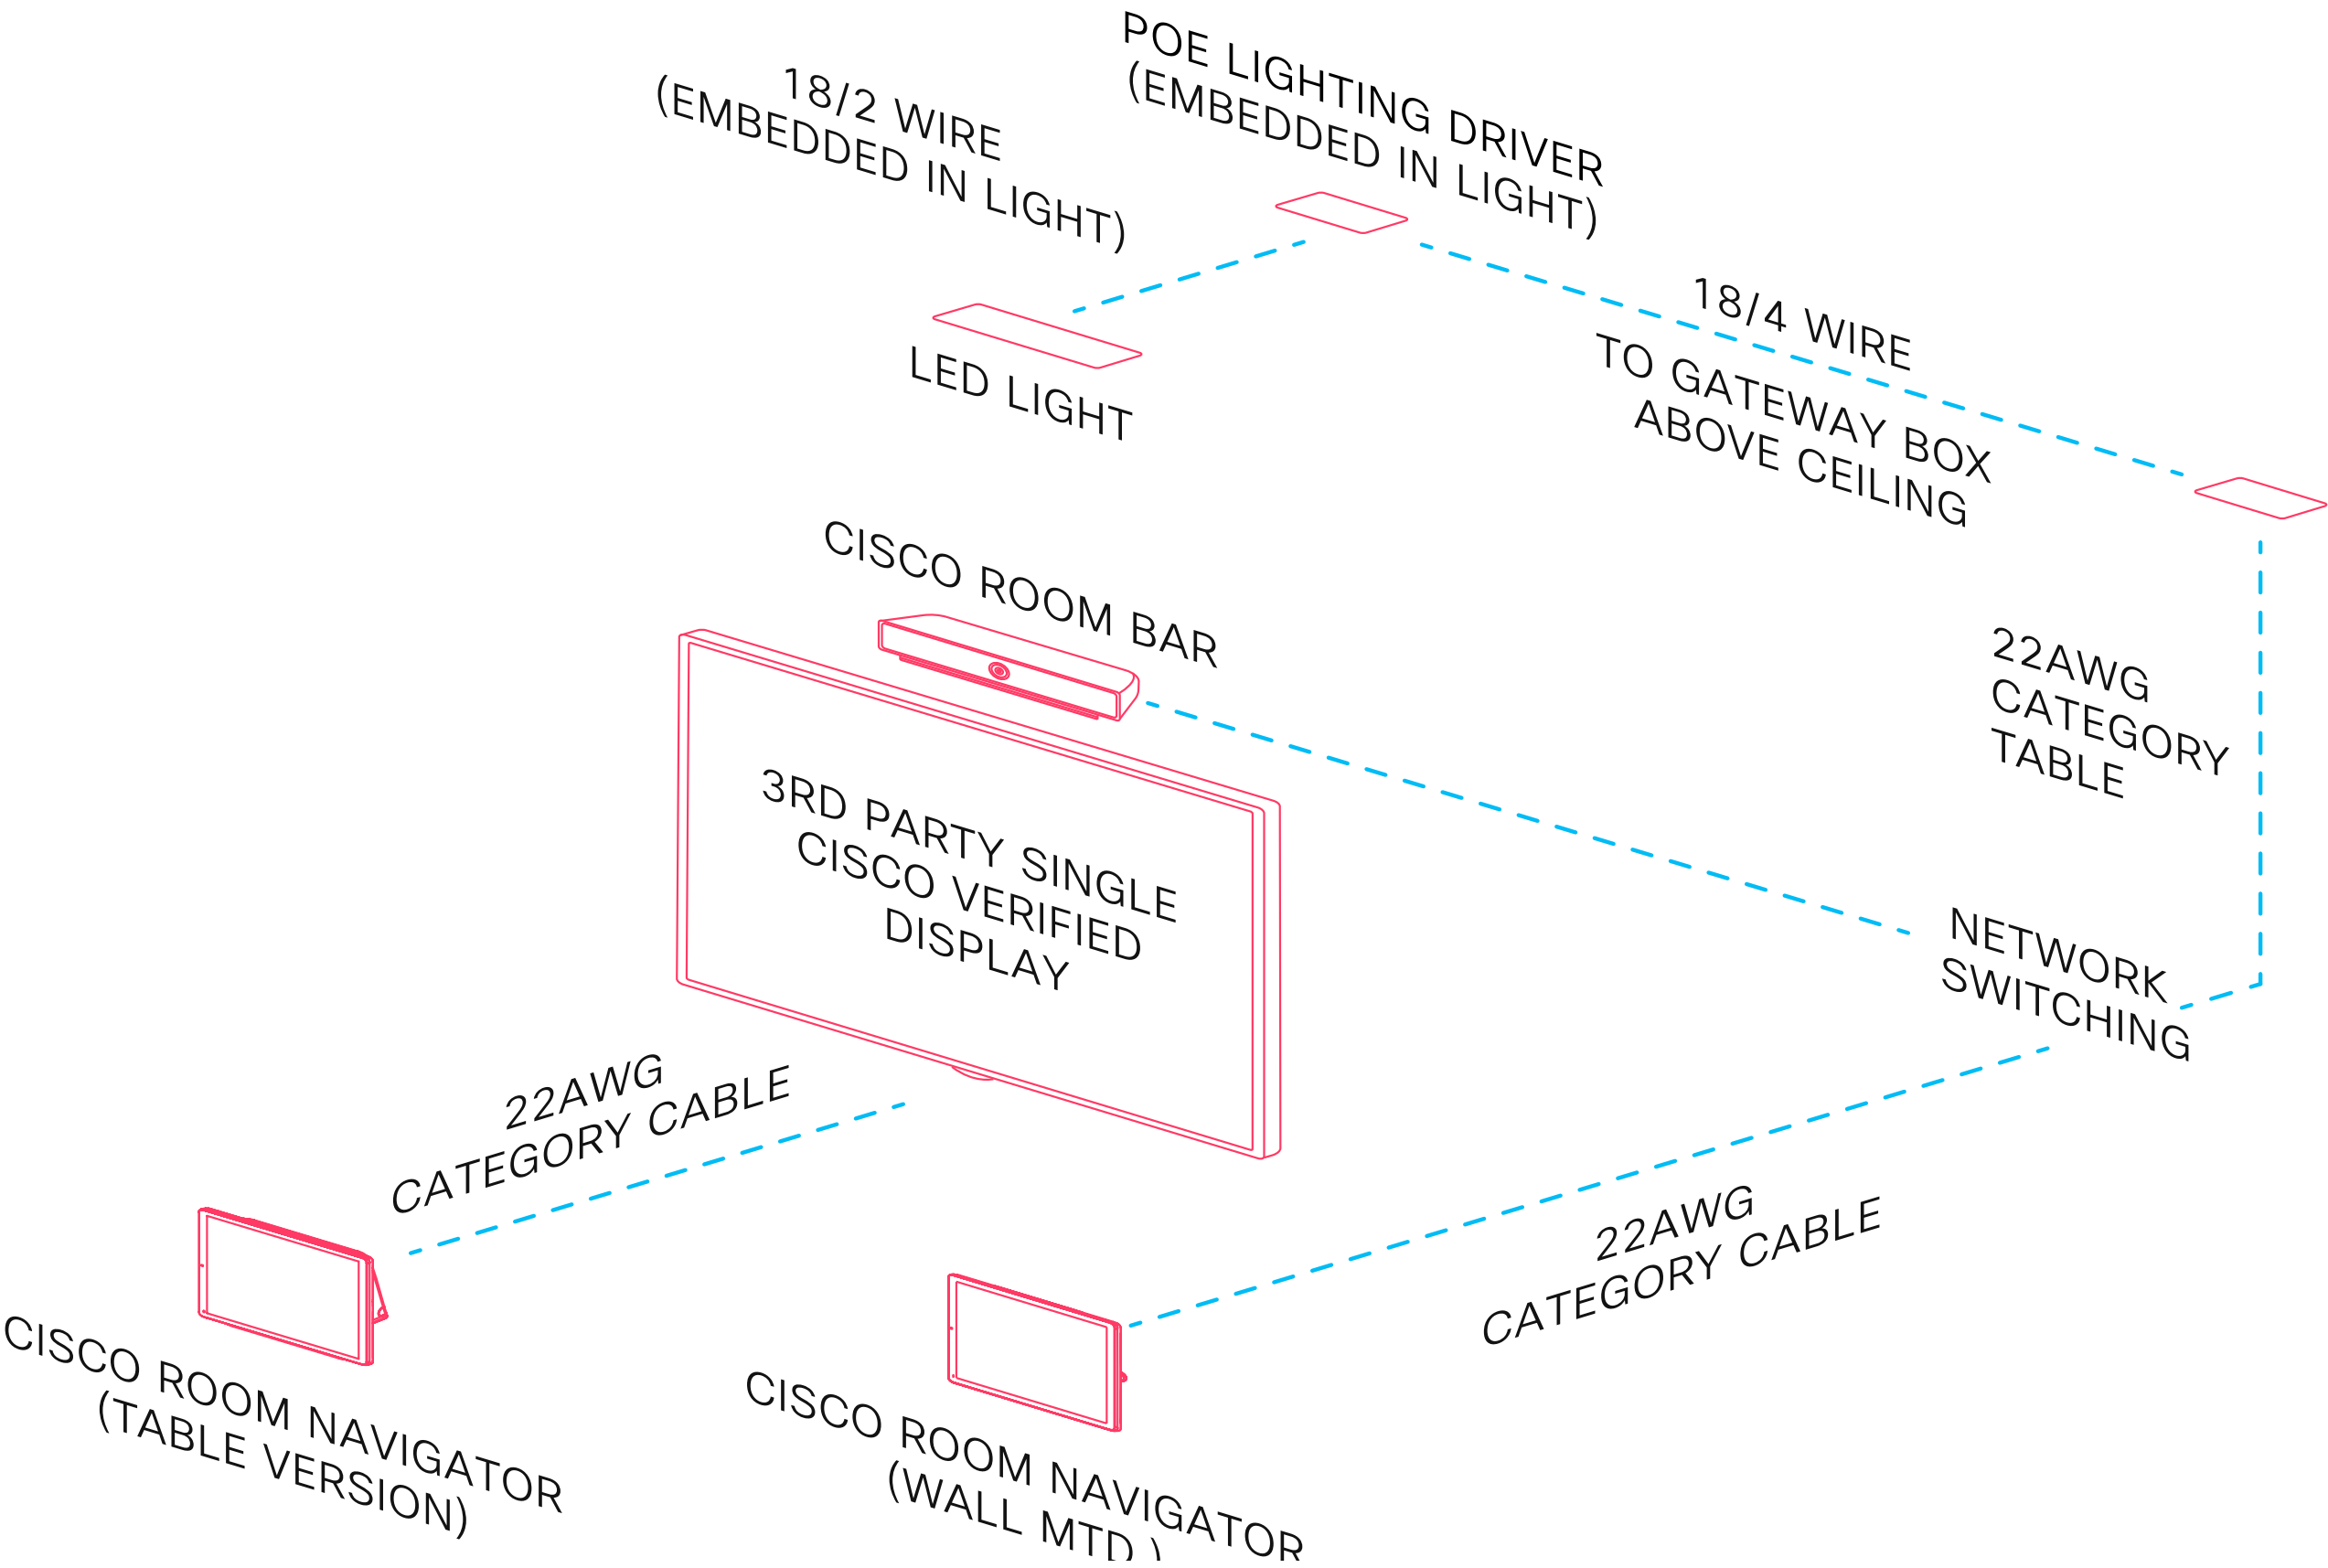 POE LIGHTING DRIVER
(EMBEDDED IN LIGHT)
18/2 WIRE
(EMBEDDED IN LIGHT)
LED LIGHT
18/4 WIRE
TO GATEWAY BOX
ABOVE CEILING
CISCO ROOM BAR
22AWG
CATEGORY
TABLE
3RD PARTY SINGLE
CISCO VERIFIED
DISPLAY
NETWORK
SWITCHING
22AWG
CATEGORY CABLE
22AWG
CATEGORY CABLE
CISCO ROOM NAVIGATOR
(TABLE VERSION)
CISCO ROOM NAVIGATOR
(WALL MTD )